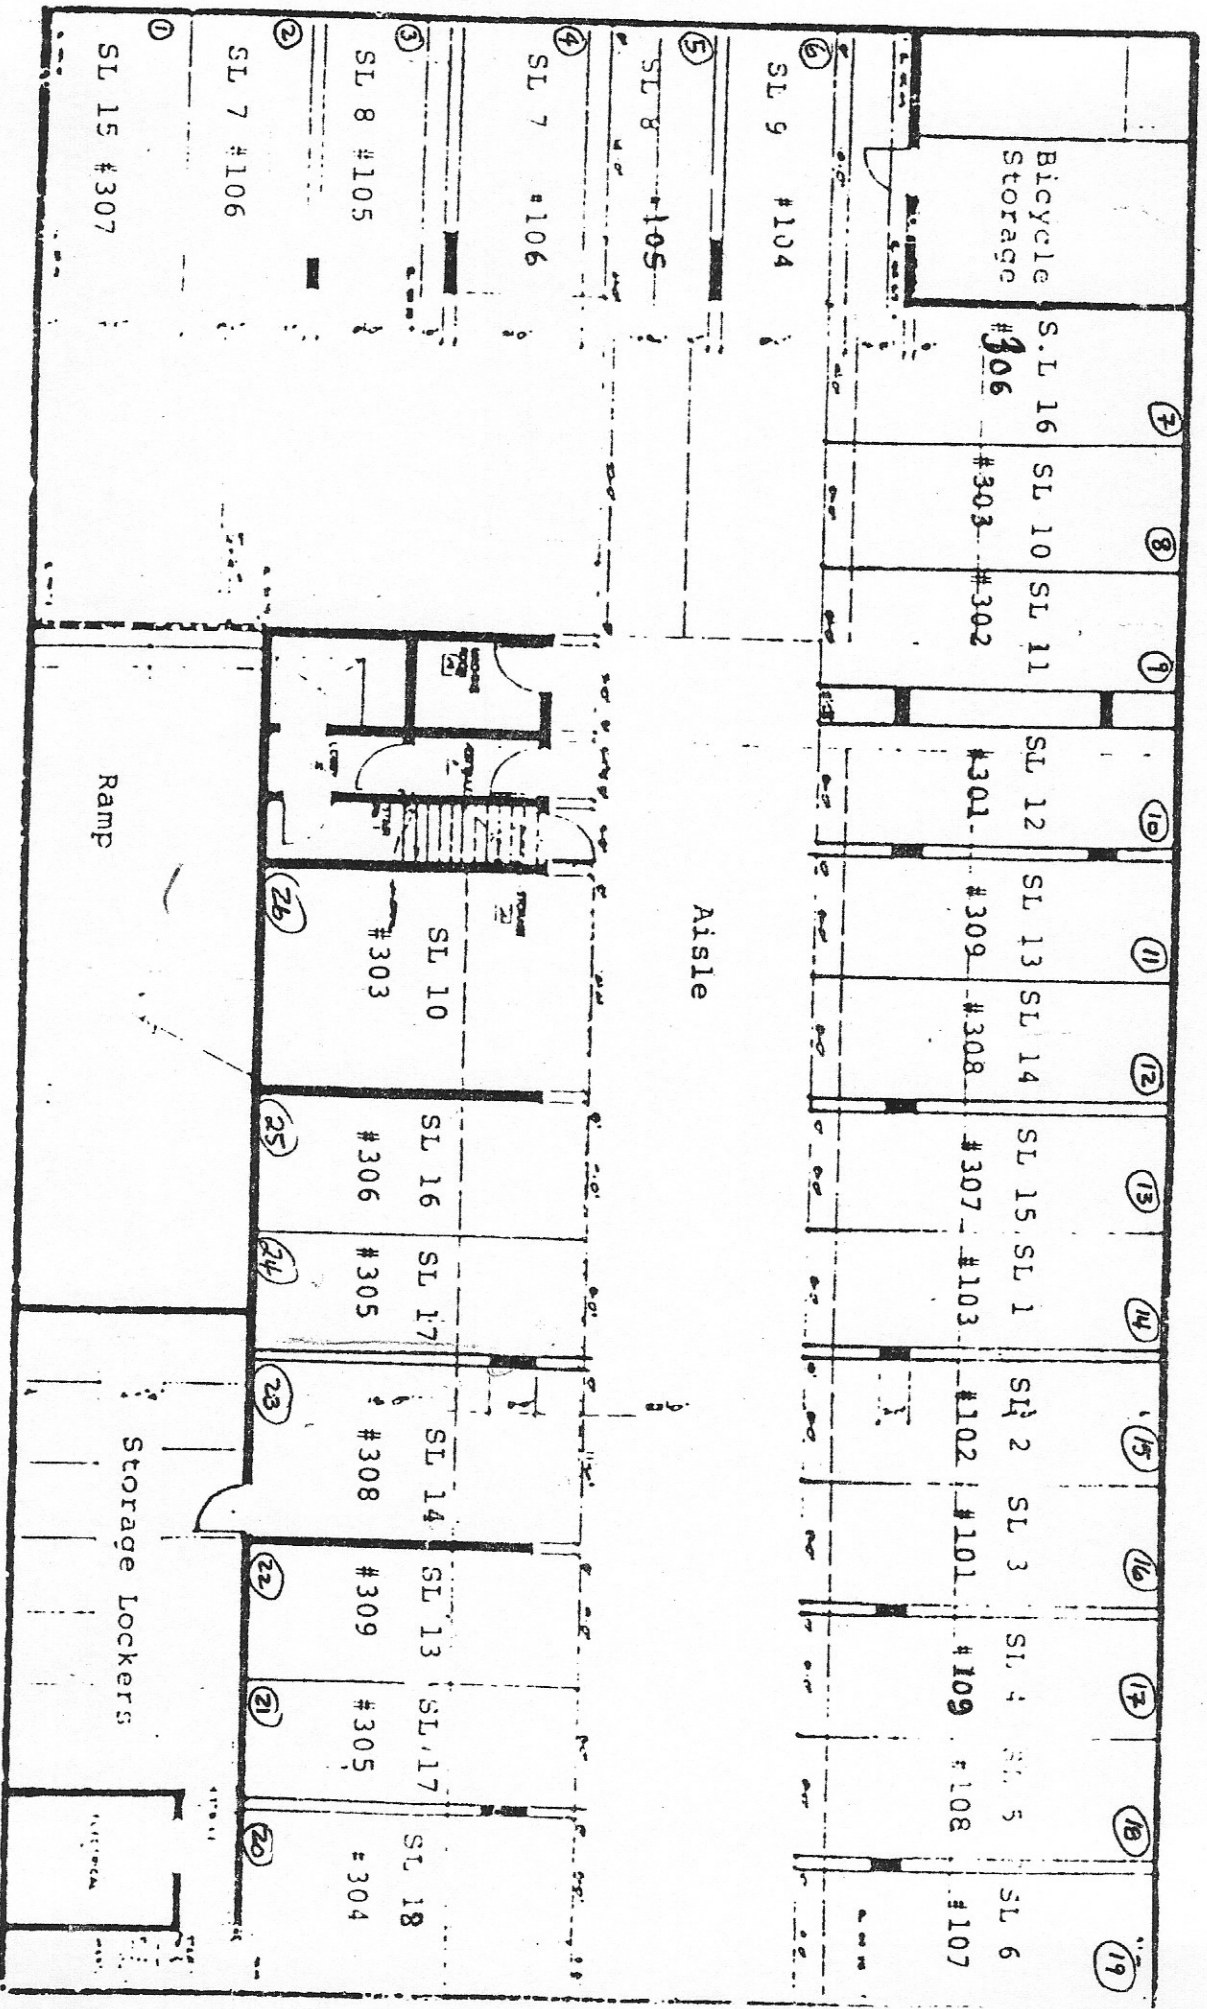 ①
SL 15 #307
②
SL 7 #106
③
SL 8 #105
④
SL 7 #106
⑤
SL 8 #105
⑥
SL 9 #104
Bicycle
Storage
⑦
S.L 16
#306
⑧
SL 10
#303
⑨
SL 11
#302
⑩
SL 12
#301
⑪
SL 13
#309
⑫
SL 14
#308
⑬
SL 15
#307
⑭
SL 1
#103
⑮
SL 2
#102
⑯
SL 3
#101
⑰
SL 4
#109
⑱
SL 5
#108
⑲
SL 6
#107
Aisle
㉖
SL 10
#303
㉕
SL 16
#306
㉔
SL 17
#305
㉓
SL 14
#308
㉒
SL 13
#309
㉑
SL 17
#305
⑳
SL 18
#304
Ramp
Storage Lockers